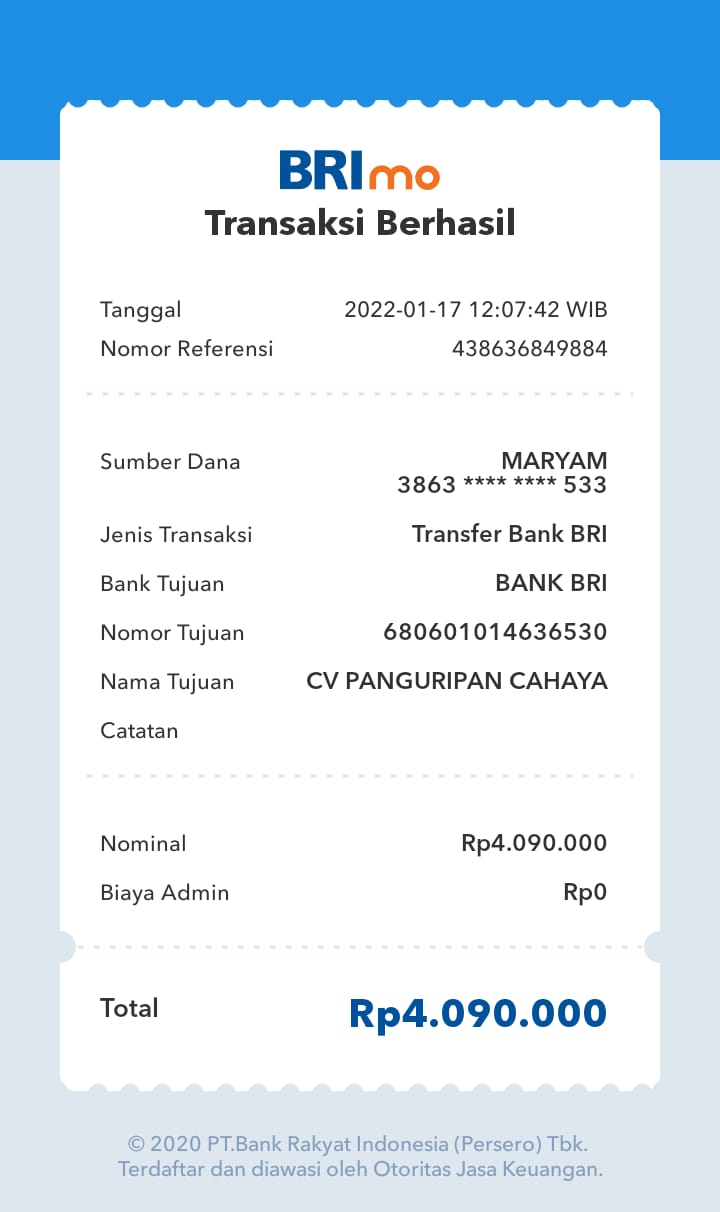 BRImo
Transaksi Berhasil
Tanggal 2022-01-17 12:07:42 WIB
Nomor Referensi 438636849884
Sumber Dana MARYAM
3863 **** **** 533
Jenis Transaksi Transfer Bank BRI
Bank Tujuan BANK BRI
Nomor Tujuan 680601014636530
Nama Tujuan CV PANGURIPAN CAHAYA
Catatan
Nominal Rp4.090.000
Biaya Admin Rp0
Total Rp4.090.000
© 2020 PT.Bank Rakyat Indonesia (Persero) Tbk.
Terdaftar dan diawasi oleh Otoritas Jasa Keuangan.